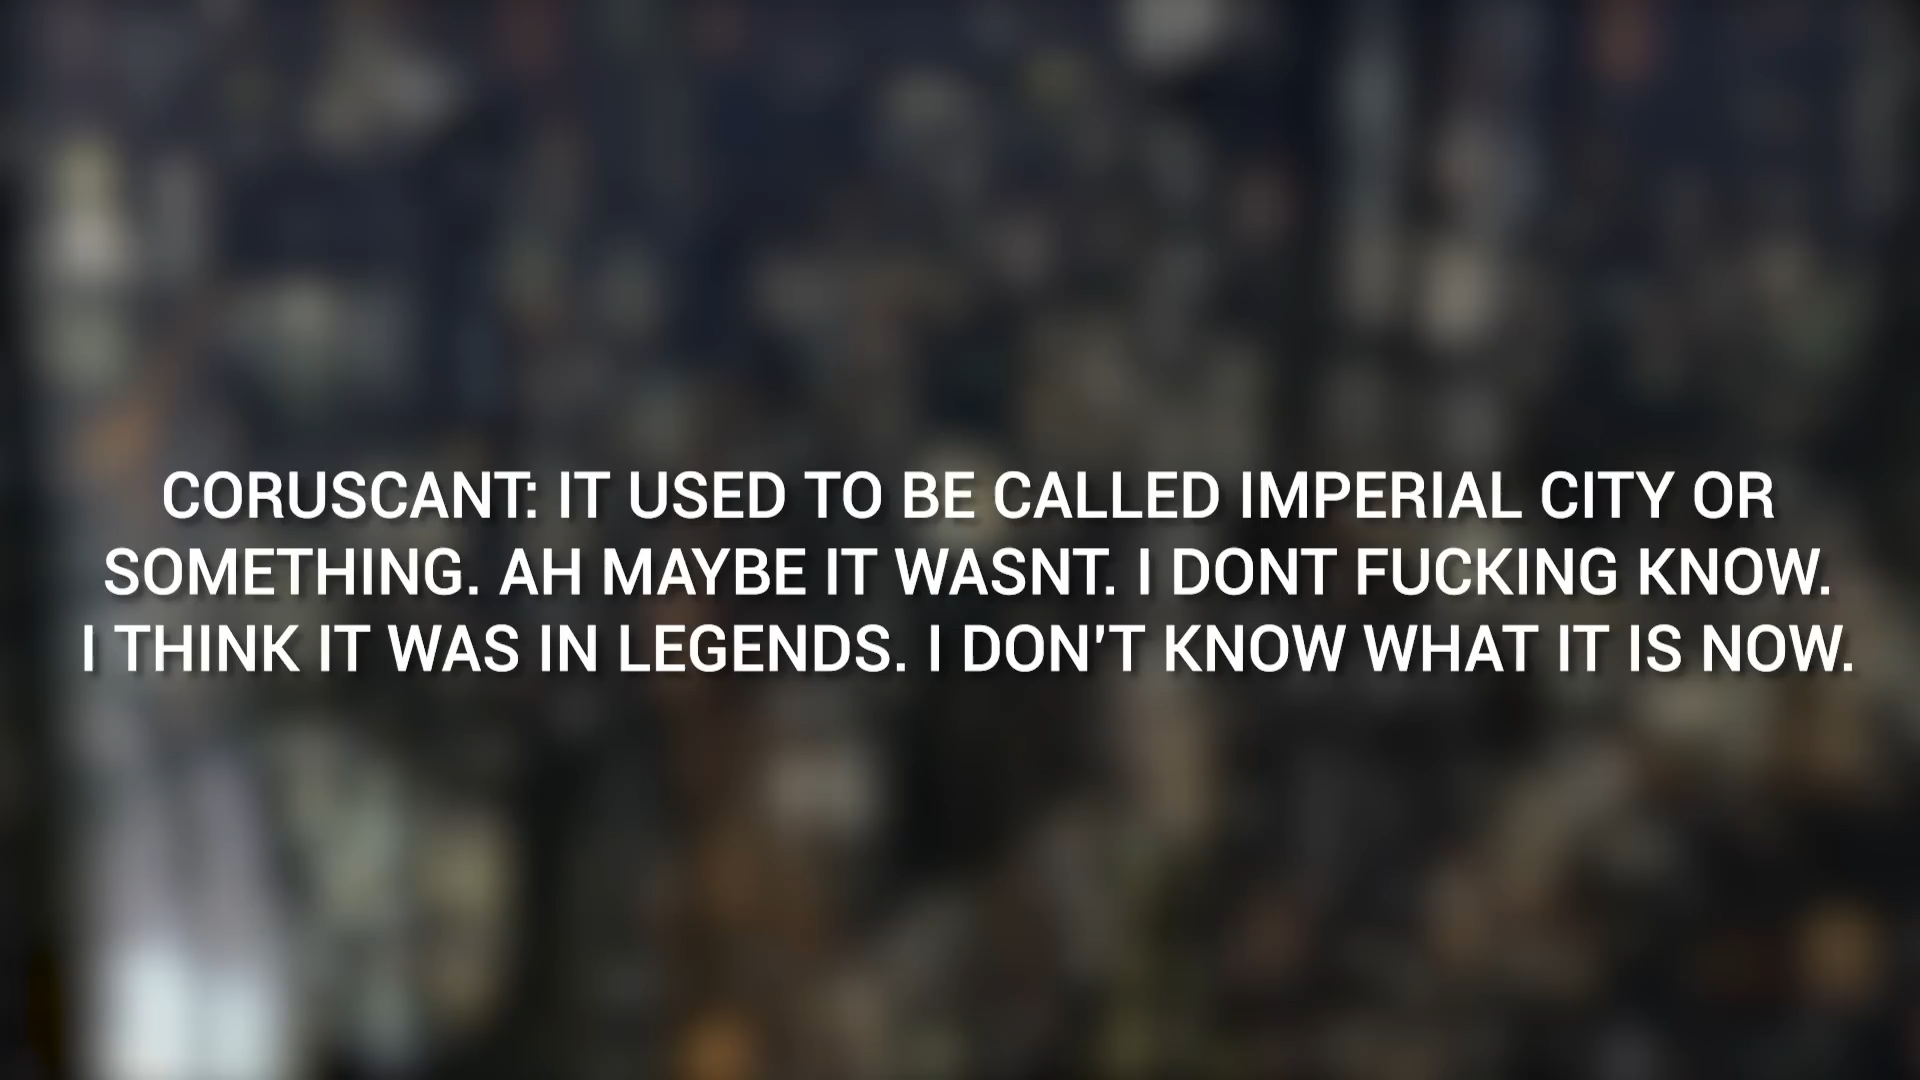 CORUSCANT: IT USED TO BE CALLED IMPERIAL CITY OR
SOMETHING. AH MAYBE IT WASNT. I DONT FUCKING KNOW.
I THINK IT WAS IN LEGENDS. I DON'T KNOW WHAT IT IS NOW.